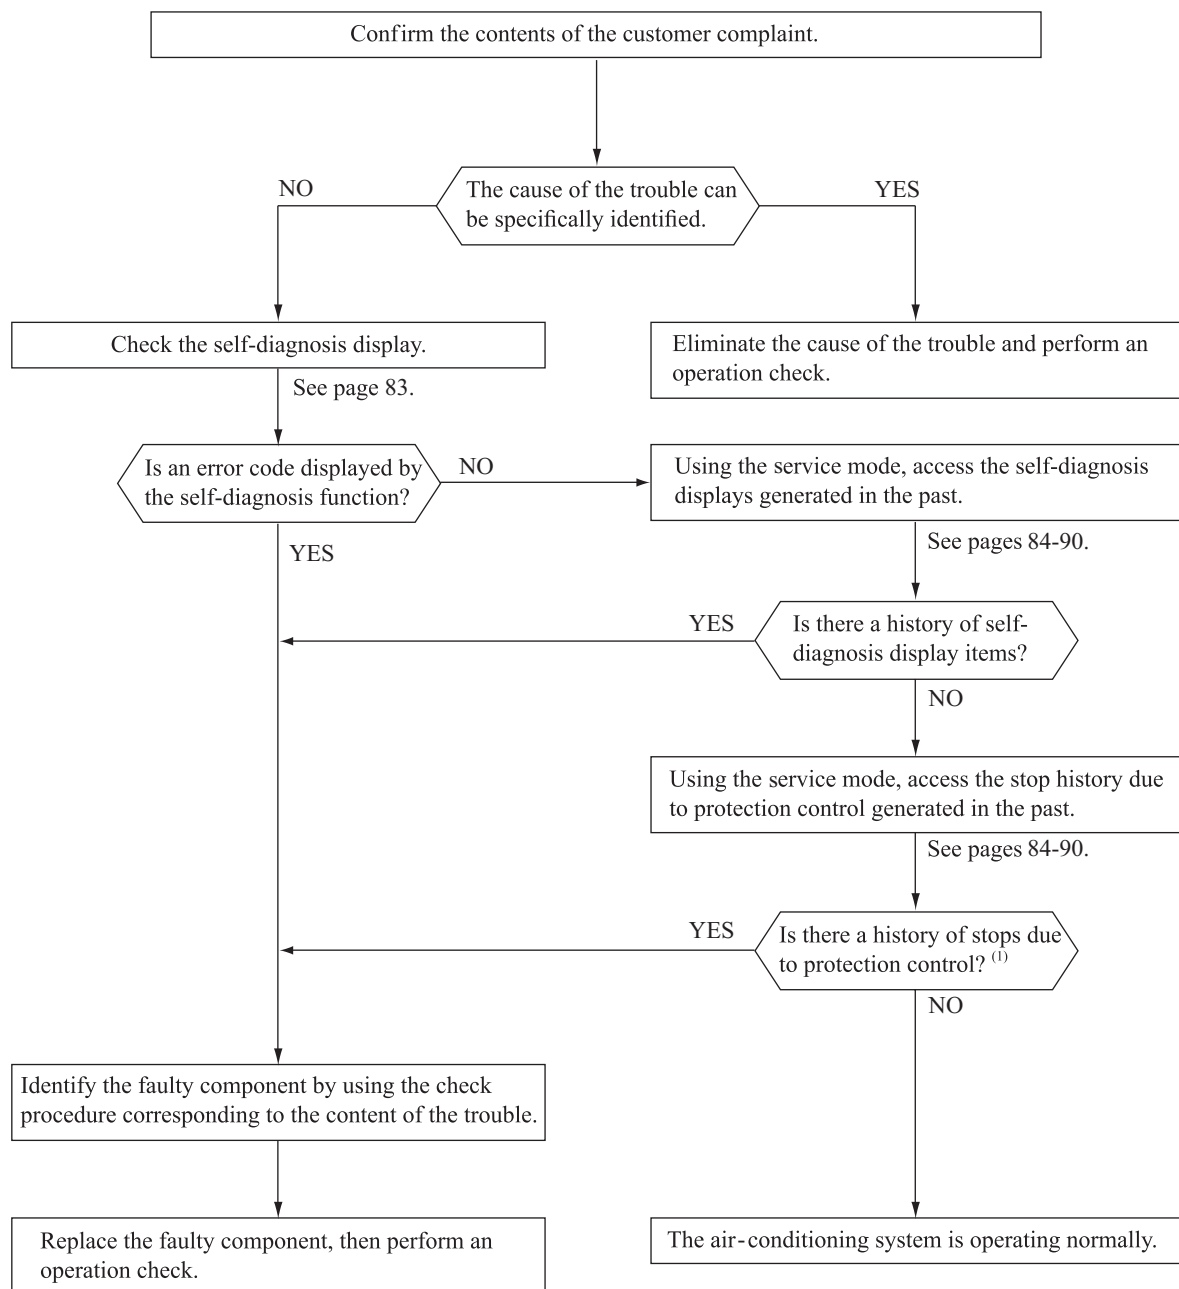 Confirm the contents of the customer complaint.
The cause of the trouble can
be specifically identified.
NO
YES
Check the self-diagnosis display.
Eliminate the cause of the trouble and perform an
operation check.
See page 83.
Is an error code displayed by
the self-diagnosis function?
NO
Using the service mode, access the self-diagnosis
displays generated in the past.
YES
See pages 84-90.
Is there a history of self-
diagnosis display items?
YES
NO
Using the service mode, access the stop history due
to protection control generated in the past.
See pages 84-90.
Is there a history of stops due
to protection control? (1)
YES
NO
Identify the faulty component by using the check
procedure corresponding to the content of the trouble.
Replace the faulty component, then perform an
operation check.
The air-conditioning system is operating normally.